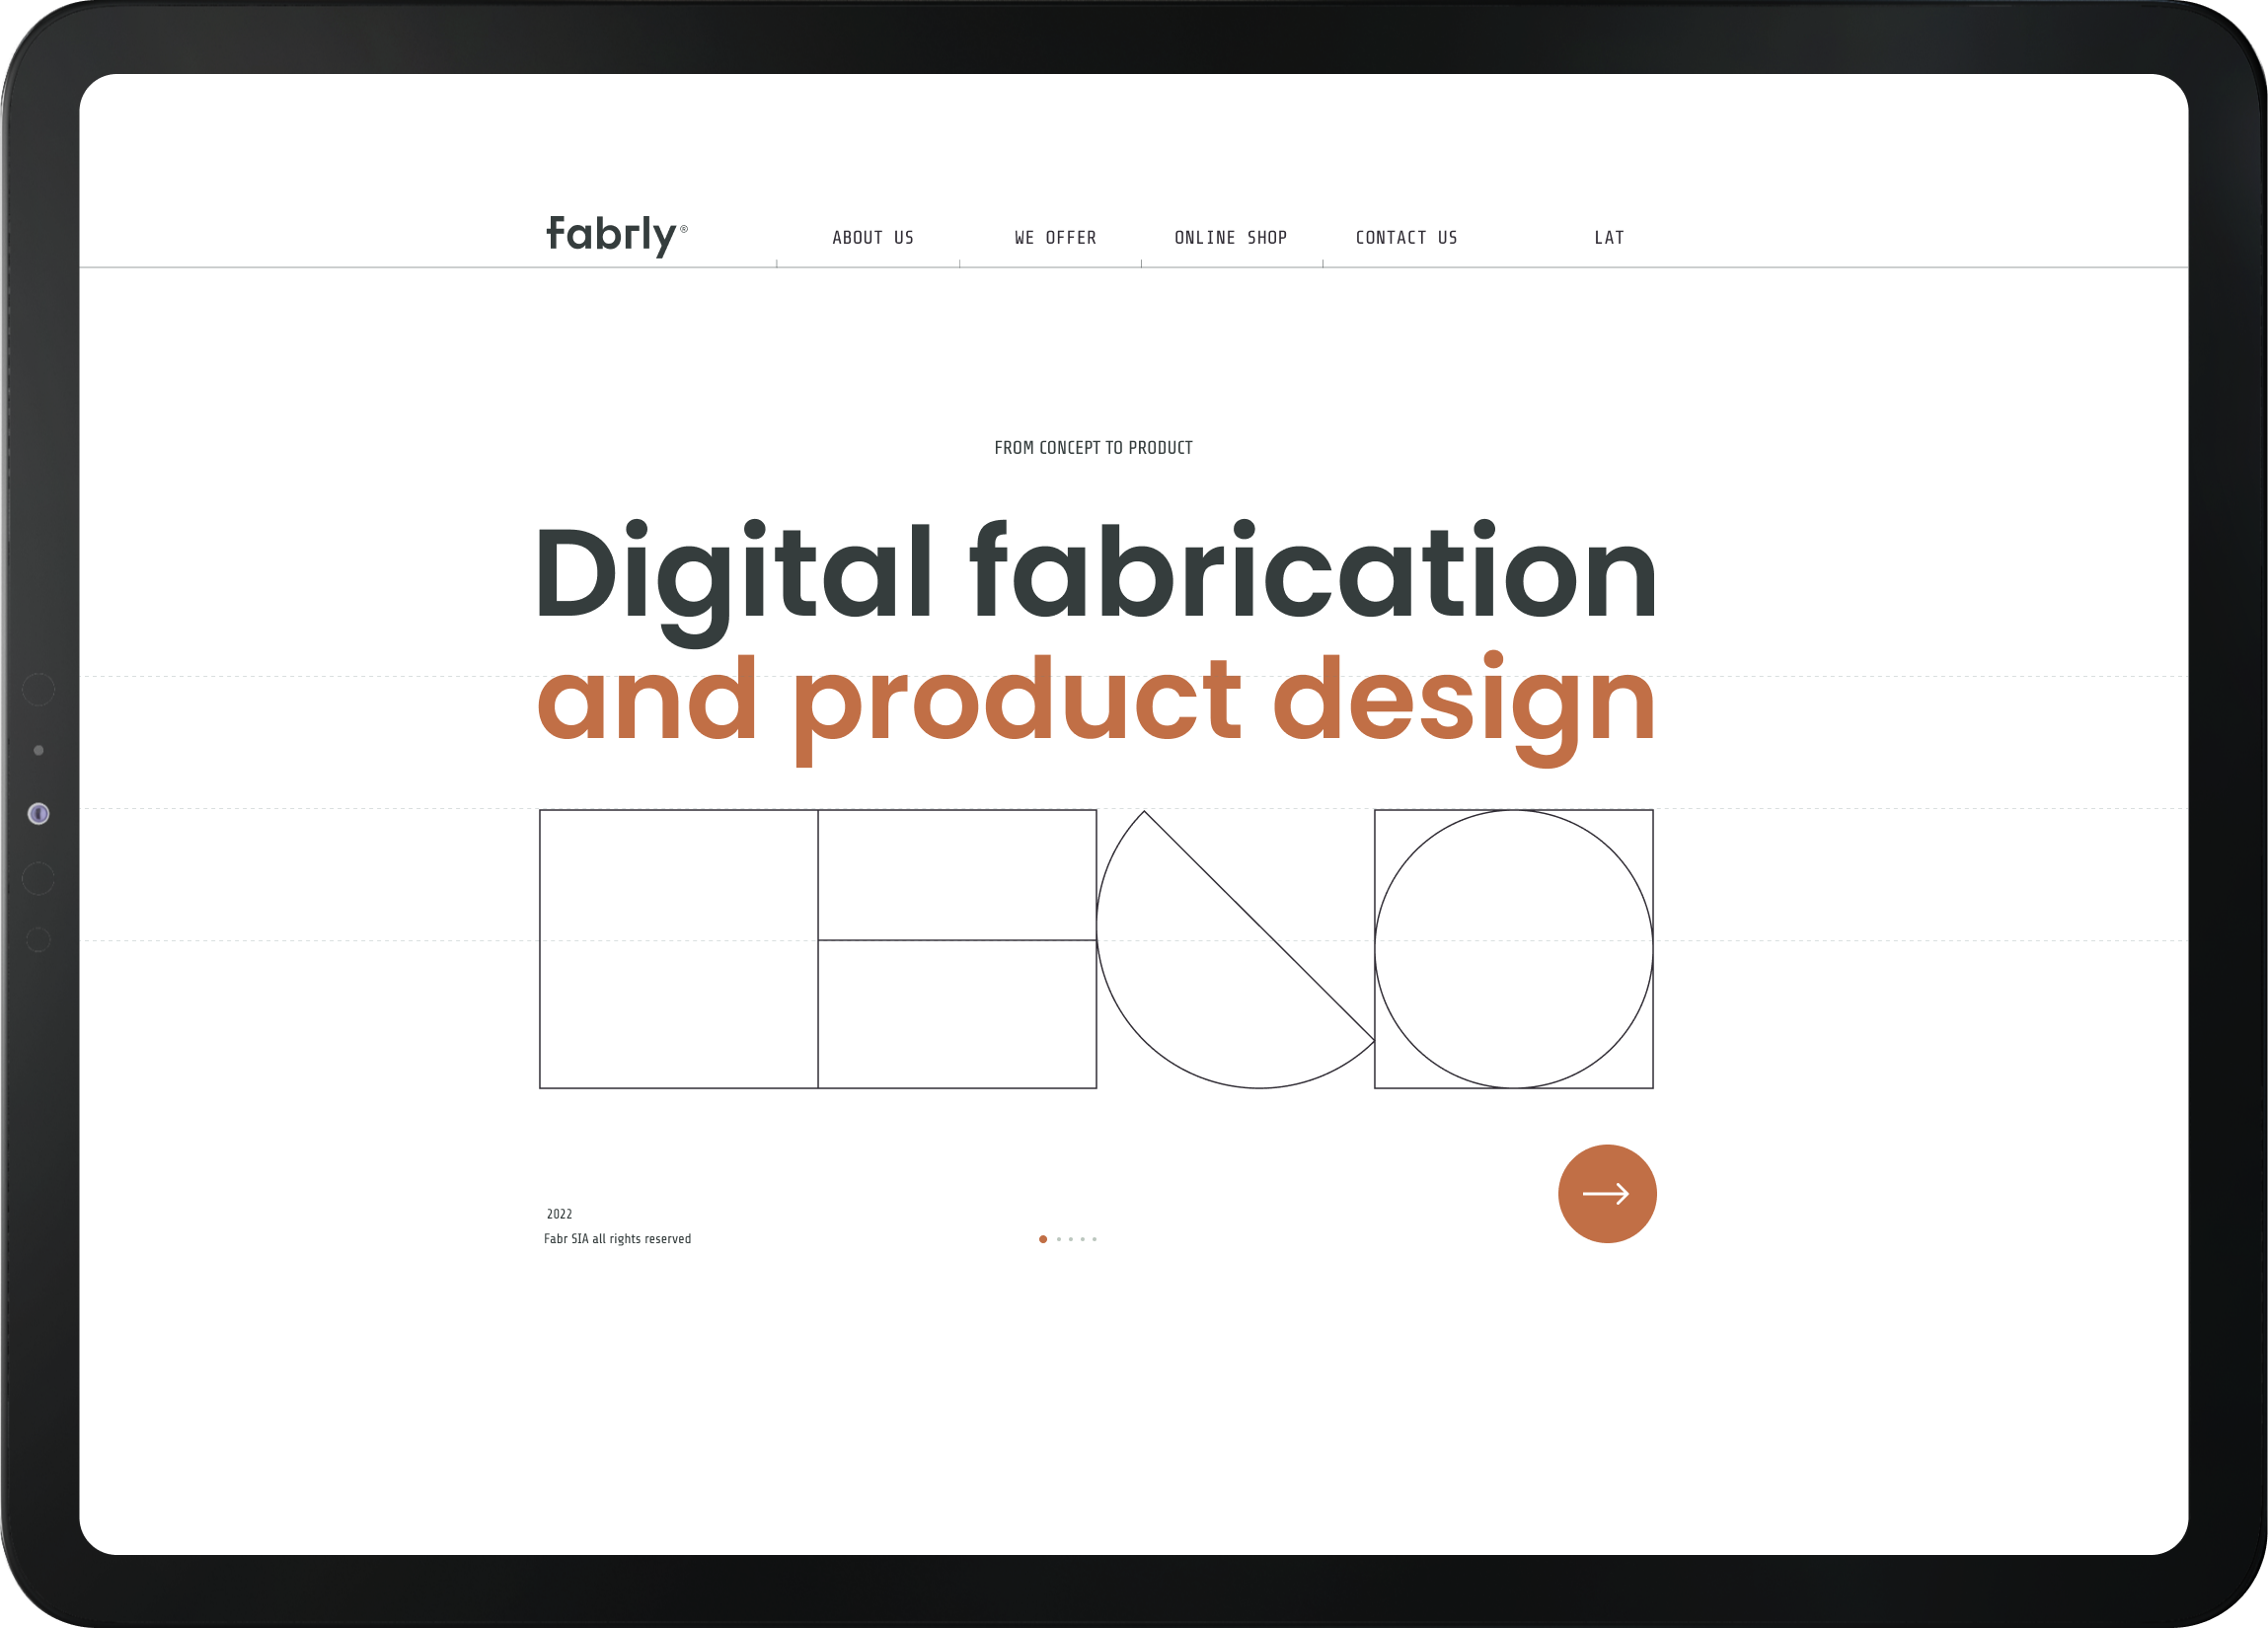 fabrly®
ABOUT US
WE OFFER
ONLINE SHOP
CONTACT US
LAT
FROM CONCEPT TO PRODUCT
Digital fabrication
and product design
2022
Fabr SIA all rights reserved